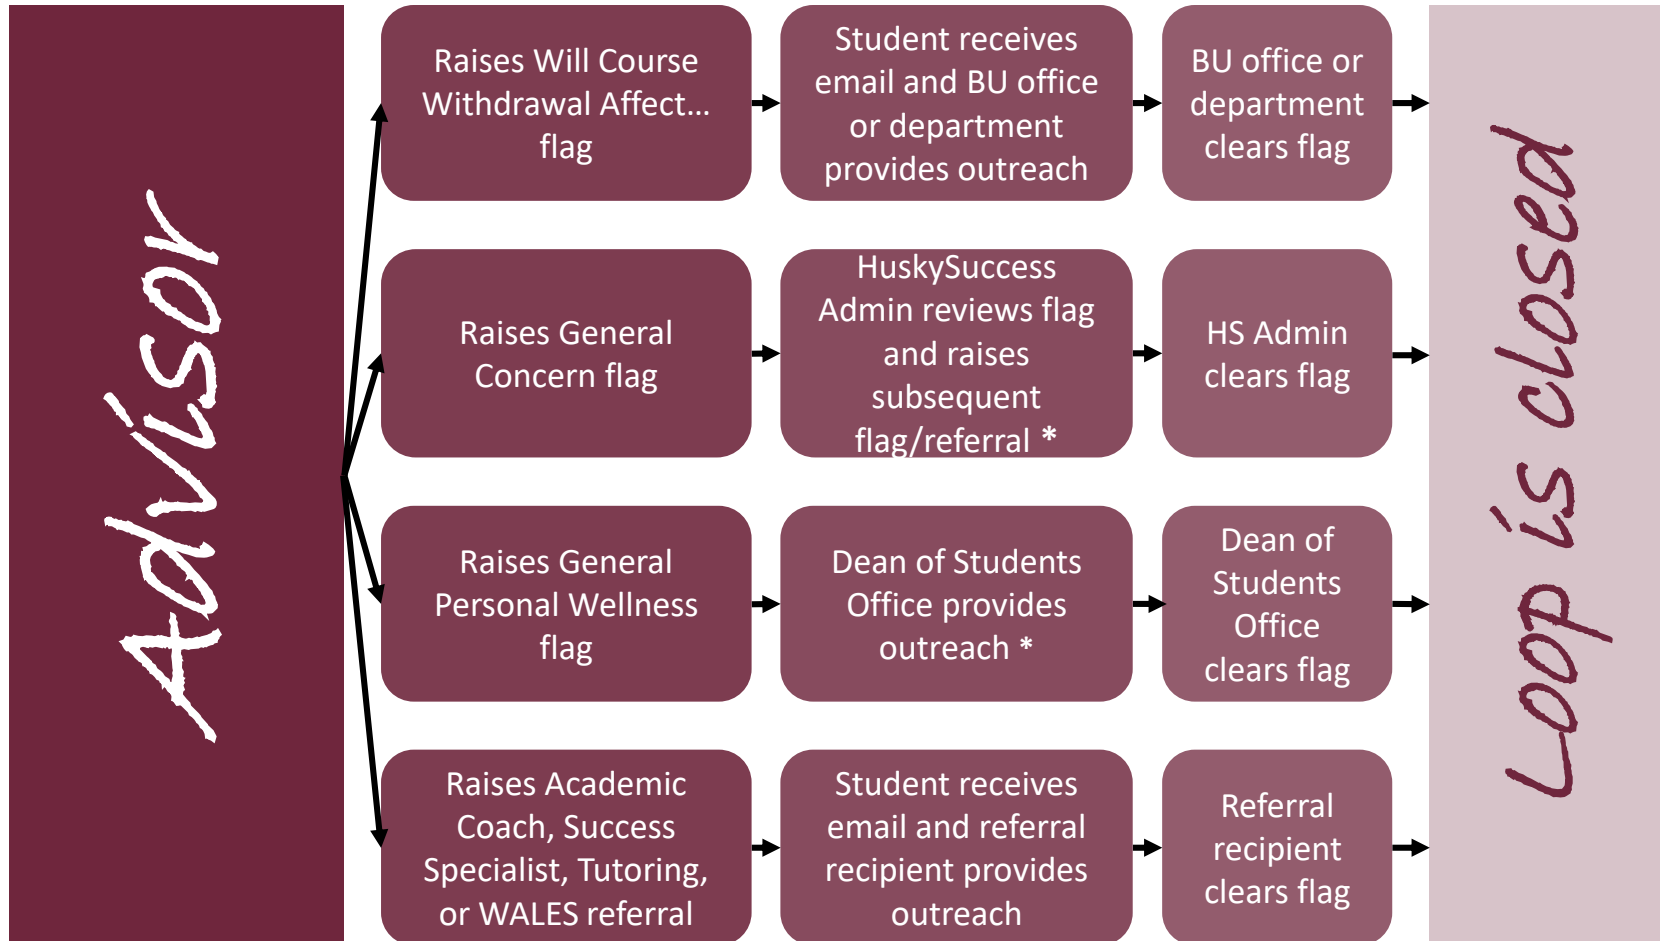 Advisor
Raises Will Course
Withdrawal Affect...
flag
Student receives
email and BU office
or department
provides outreach
BU office or
department
clears flag
Raises General
Concern flag
HuskySuccess
Admin reviews flag
and raises
subsequent
flag/referral *
HS Admin
clears flag
Raises General
Personal Wellness
flag
Dean of Students
Office provides
outreach *
Dean of
Students
Office
clears flag
Raises Academic
Coach, Success
Specialist, Tutoring,
or WALES referral
Student receives
email and referral
recipient provides
outreach
Referral
recipient
clears flag
Loop is closed